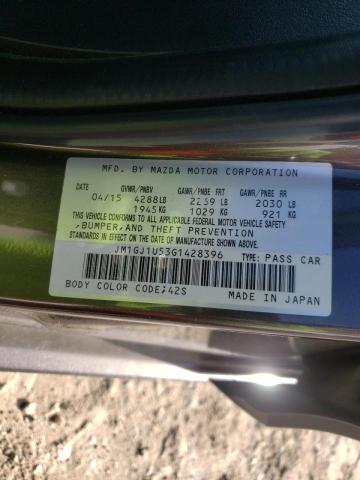 MFD. BY MAZDA MOTOR CORPORATION
GVWR/PNBV GAWR/PNBE FRT GAWR/PNBE RR
04/15 4288 LB 2269 LB 2030 LB
1945 KG 1029 KG 921 KG
THIS VEHICLE CONFORMS TO ALL APPLICABLE FEDERAL MOTOR VEHICLE SAFETY
,BUMPER,AND THEFT PREVENTION
STANDARDS IN EFFECT ON THE DATE OF MANUFACTURE SHOWN ABOVE.
JM1GJ1U53G1428396 TYPE: PASS CAR
BODY COLOR CODE;42S MADE IN JAPAN